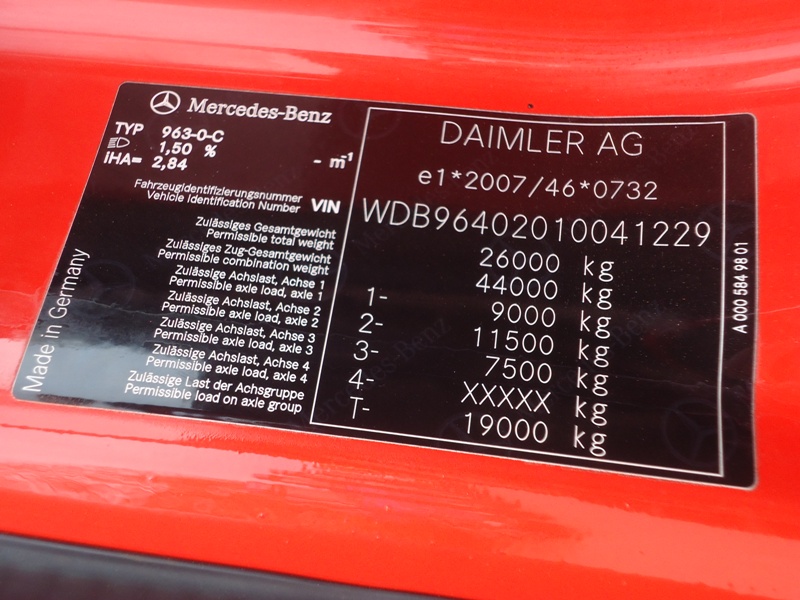 Mercedes-Benz
TYP 963-0-C
1,50 %
iHA= 2,84 - m-1
Fahrzeugidentifizierungsnummer
Vehicle Identification Number VIN
Zulässiges Gesamtgewicht
Permissible total weight
Zulässiges Zug-Gesamtgewicht
Permissible combination weight
Zulässige Achslast, Achse 1
Permissible axle load, axle 1
Zulässige Achslast, Achse 2
Permissible axle load, axle 2
Zulässige Achslast, Achse 3
Permissible axle load, axle 3
Zulässige Achslast, Achse 4
Permissible axle load, axle 4
Zulässige Last der Achsgruppe
Permissible load on axle group
Made in Germany
DAIMLER AG
e1*2007/46*0732
WDB96402010041229
26000 kg
44000 kg
1- 9000 kg
2- 11500 kg
3- 7500 kg
4- XXXXX kg
T- 19000 kg
A 000 584 98 01